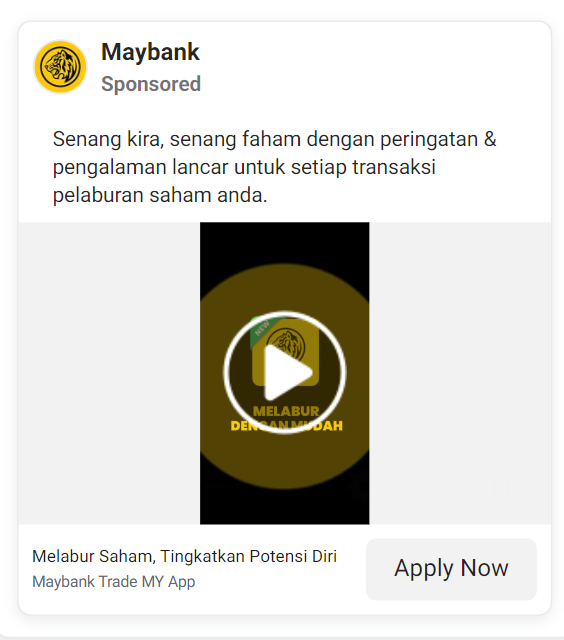 Maybank
Sponsored
Senang kira, senang faham dengan peringatan &
pengalaman lancar untuk setiap transaksi
pelaburan saham anda.
NEW
MELABUR
DENGAN MUDAH
Melabur Saham, Tingkatkan Potensi Diri
Maybank Trade MY App
Apply Now